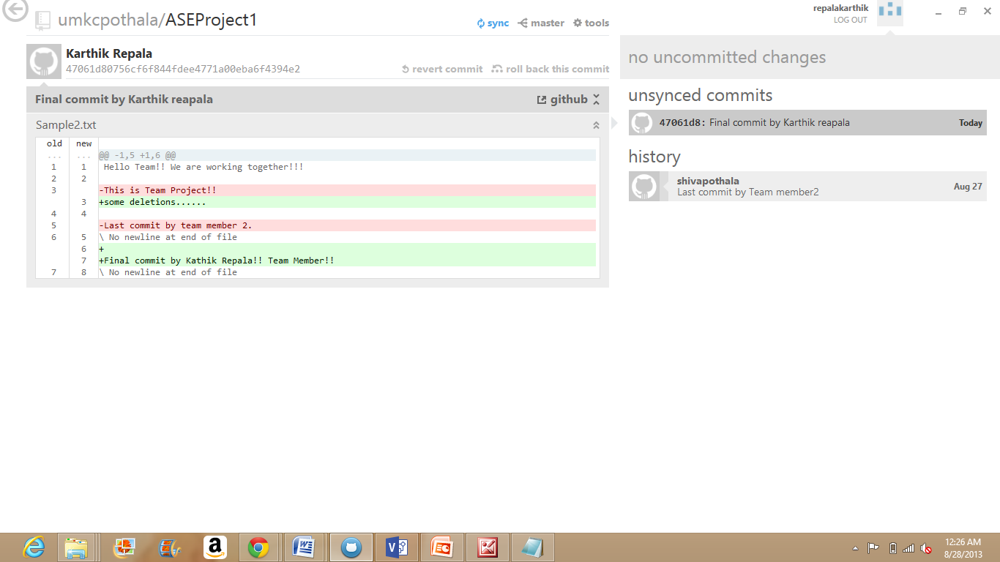 umkcpothala/ASEProject1
sync master tools
repalakarthik
LOG OUT
Karthik Repala
47061d80756cf6f844fdee4771a00eba6f4394e2
revert commit roll back this commit
Final commit by Karthik reapala
github
Sample2.txt
old new
... ... @@ -1,5 +1,6 @@
1 1 Hello Team!! We are working together!!!
2 2
3 -This is Team Project!!
3 +some deletions......
4 4
5 -Last commit by team member 2.
6 5 \ No newline at end of file
6 +
7 +Final commit by Kathik Repala!! Team Member!!
7 8 \ No newline at end of file
no uncommitted changes
unsynced commits
47061d8: Final commit by Karthik reapala Today
history
shivapothala
Last commit by Team member2
Aug 27
12:26 AM
8/28/2013